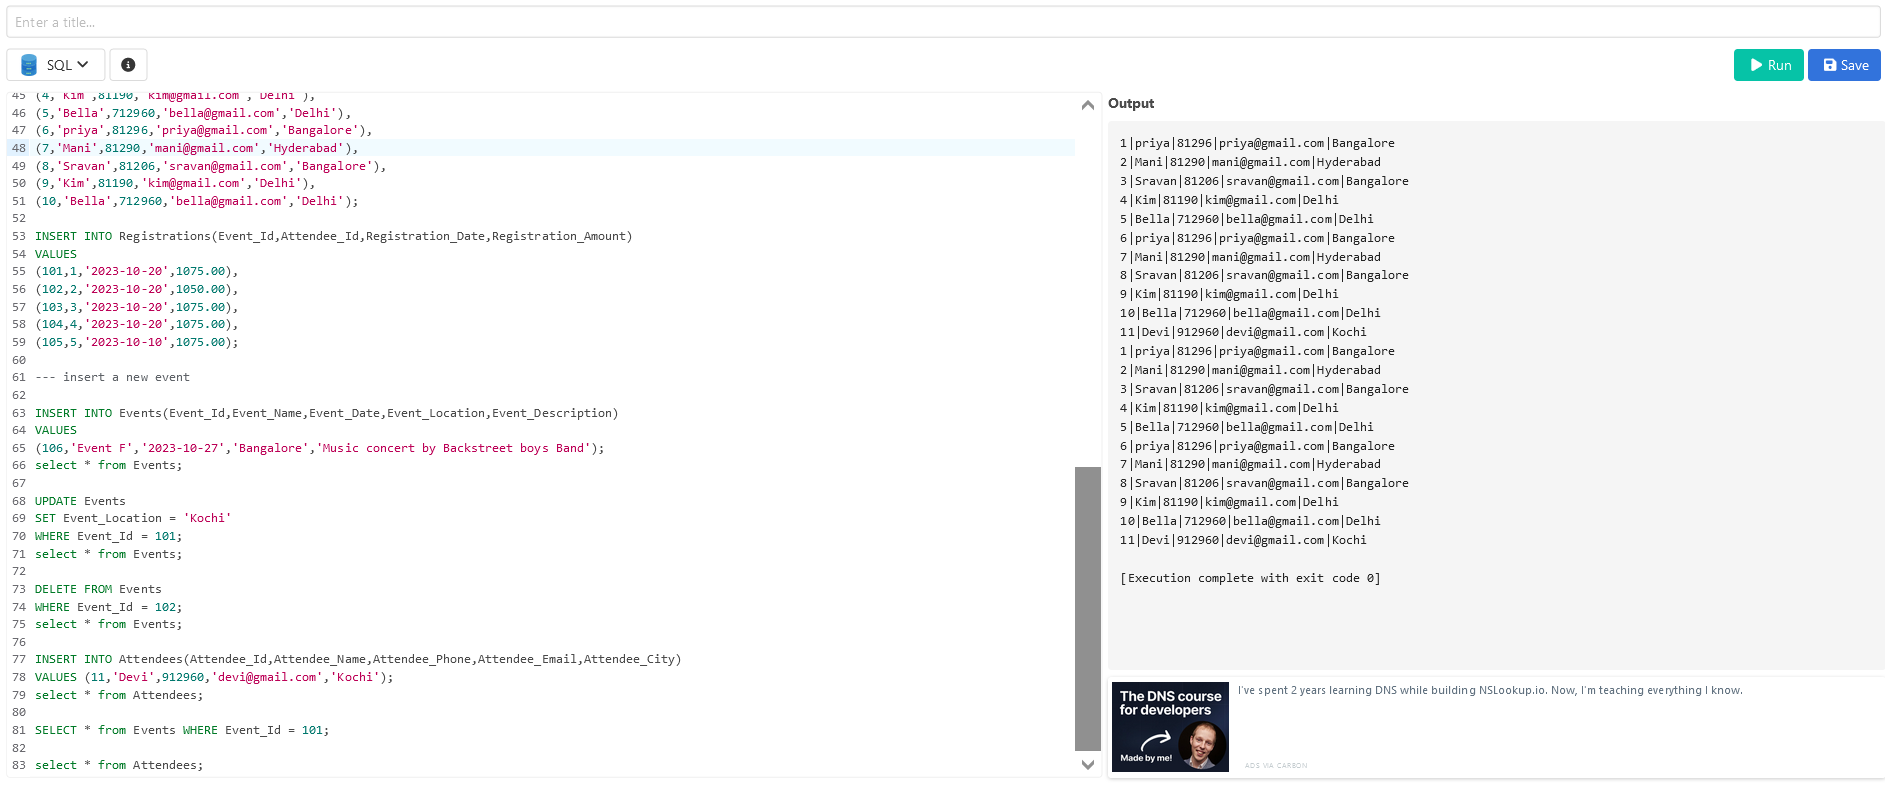 Enter a title...
SQL
Run
Save
45 (4,'Kim',81190,'kim@gmail.com','Delhi'),
46 (5,'Bella',712960,'bella@gmail.com','Delhi'),
47 (6,'priya',81296,'priya@gmail.com','Bangalore'),
48 (7,'Mani',81290,'mani@gmail.com','Hyderabad'),
49 (8,'Sravan',81206,'sravan@gmail.com','Bangalore'),
50 (9,'Kim',81190,'kim@gmail.com','Delhi'),
51 (10,'Bella',712960,'bella@gmail.com','Delhi');
52
53 INSERT INTO Registrations(Event_Id,Attendee_Id,Registration_Date,Registration_Amount)
54 VALUES
55 (101,1,'2023-10-20',1075.00),
56 (102,2,'2023-10-20',1050.00),
57 (103,3,'2023-10-20',1075.00),
58 (104,4,'2023-10-20',1075.00),
59 (105,5,'2023-10-10',1075.00);
60
61 --- insert a new event
62
63 INSERT INTO Events(Event_Id,Event_Name,Event_Date,Event_Location,Event_Description)
64 VALUES
65 (106,'Event F','2023-10-27','Bangalore','Music concert by Backstreet boys Band');
66 select * from Events;
67
68 UPDATE Events
69 SET Event_Location = 'Kochi'
70 WHERE Event_Id = 101;
71 select * from Events;
72
73 DELETE FROM Events
74 WHERE Event_Id = 102;
75 select * from Events;
76
77 INSERT INTO Attendees(Attendee_Id,Attendee_Name,Attendee_Phone,Attendee_Email,Attendee_City)
78 VALUES (11,'Devi',912960,'devi@gmail.com','Kochi');
79 select * from Attendees;
80
81 SELECT * from Events WHERE Event_Id = 101;
82
83 select * from Attendees;
Output
1|priya|81296|priya@gmail.com|Bangalore
2|Mani|81290|mani@gmail.com|Hyderabad
3|Sravan|81206|sravan@gmail.com|Bangalore
4|Kim|81190|kim@gmail.com|Delhi
5|Bella|712960|bella@gmail.com|Delhi
6|priya|81296|priya@gmail.com|Bangalore
7|Mani|81290|mani@gmail.com|Hyderabad
8|Sravan|81206|sravan@gmail.com|Bangalore
9|Kim|81190|kim@gmail.com|Delhi
10|Bella|712960|bella@gmail.com|Delhi
11|Devi|912960|devi@gmail.com|Kochi
1|priya|81296|priya@gmail.com|Bangalore
2|Mani|81290|mani@gmail.com|Hyderabad
3|Sravan|81206|sravan@gmail.com|Bangalore
4|Kim|81190|kim@gmail.com|Delhi
5|Bella|712960|bella@gmail.com|Delhi
6|priya|81296|priya@gmail.com|Bangalore
7|Mani|81290|mani@gmail.com|Hyderabad
8|Sravan|81206|sravan@gmail.com|Bangalore
9|Kim|81190|kim@gmail.com|Delhi
10|Bella|712960|bella@gmail.com|Delhi
11|Devi|912960|devi@gmail.com|Kochi
[Execution complete with exit code 0]
The DNS course
for developers
Made by me!
I've spent 2 years learning DNS while building NSLookup.io. Now, I'm teaching everything I know.
ADS VIA CARBON